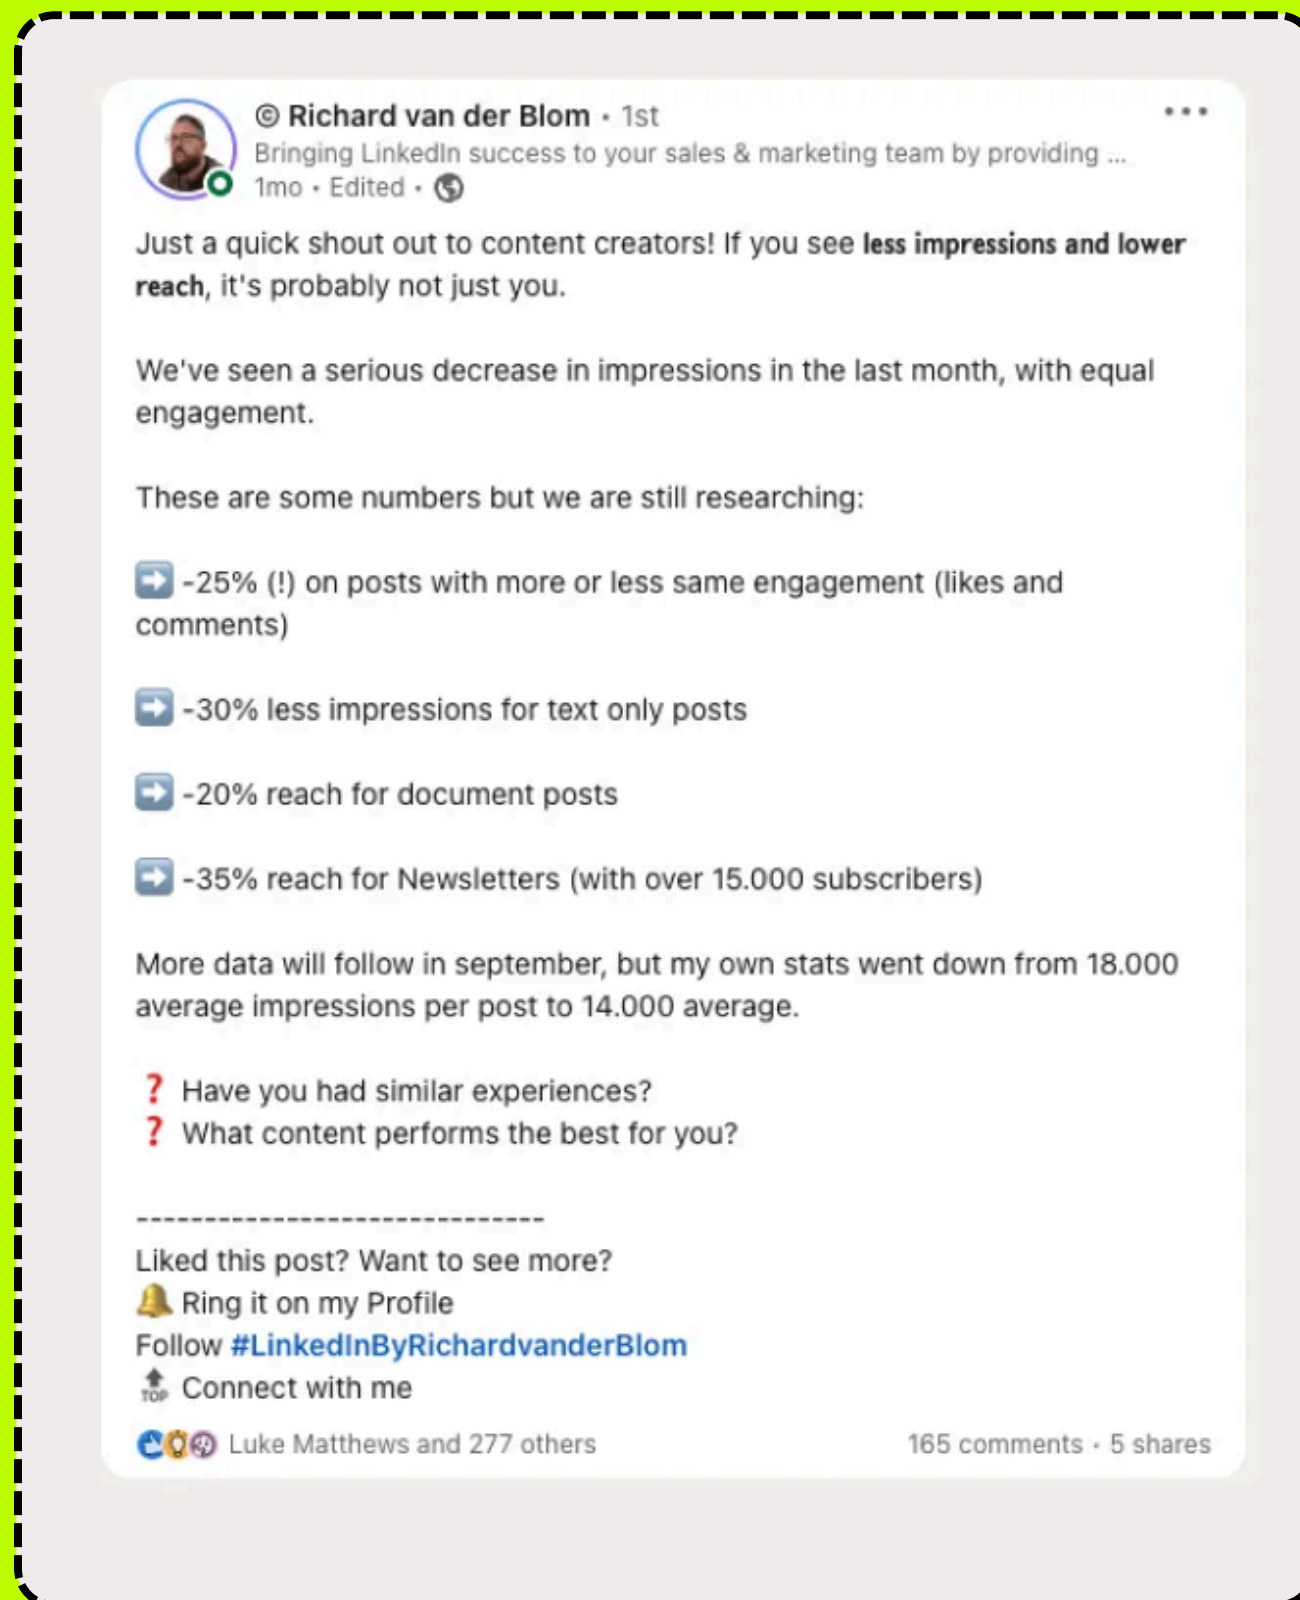 © Richard van der Blom • 1st
Bringing LinkedIn success to your sales & marketing team by providing ...
1mo • Edited •
Just a quick shout out to content creators! If you see less impressions and lower
reach, it's probably not just you.
We've seen a serious decrease in impressions in the last month, with equal
engagement.
These are some numbers but we are still researching:
➡️ -25% (!) on posts with more or less same engagement (likes and
comments)
➡️ -30% less impressions for text only posts
➡️ -20% reach for document posts
➡️ -35% reach for Newsletters (with over 15.000 subscribers)
More data will follow in september, but my own stats went down from 18.000
average impressions per post to 14.000 average.
❓ Have you had similar experiences?
❓ What content performs the best for you?
------------------------------
Liked this post? Want to see more?
🔔 Ring it on my Profile
Follow #LinkedInByRichardvanderBlom
🔝 Connect with me
Luke Matthews and 277 others 165 comments • 5 shares